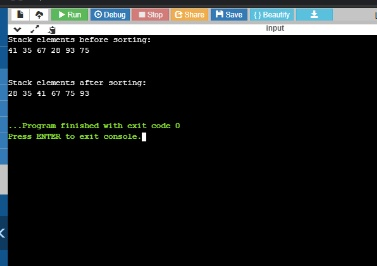 Run Debug Stop Share Save { } Beautify
input
Stack elements before sorting:
41 35 67 28 93 75
Stack elements after sorting:
28 35 41 67 75 93
...Program finished with exit code 0
Press ENTER to exit console.